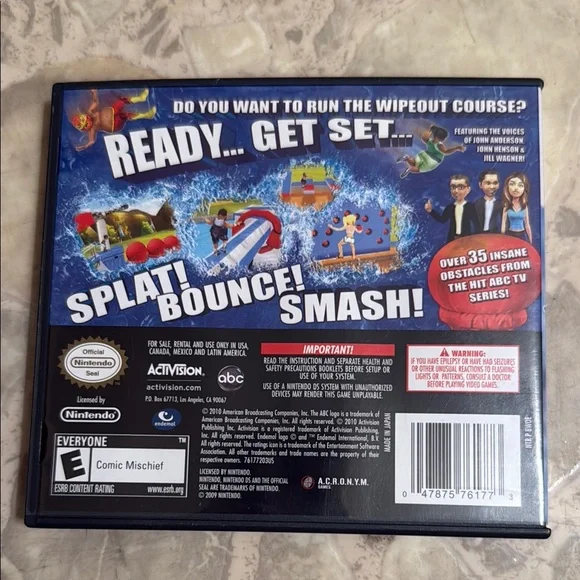 DO YOU WANT TO RUN THE WIPEOUT COURSE?
READY... GET SET...
FEATURING THE VOICES
OF JOHN ANDERSON,
JOHN HENSON &
JILL WAGNER!
SPLAT!
BOUNCE!
SMASH!
OVER 35 INSANE
OBSTACLES FROM
THE HIT ABC TV
SERIES!
Official
Nintendo
Seal
Licensed by
Nintendo
FOR SALE, RENTAL AND USE ONLY IN USA,
CANADA, MEXICO AND LATIN AMERICA.
ACTIVISION
activision.com
P.O. Box 67713, Los Angeles, CA 90067
abc
endemol
IMPORTANT!
READ THE INSTRUCTION AND SEPARATE HEALTH AND
SAFETY PRECAUTIONS BOOKLETS BEFORE SETUP OR
USE OF YOUR SYSTEM.
USE OF A NINTENDO DS SYSTEM WITH UNAUTHORIZED
DEVICES MAY RENDER THIS GAME UNPLAYABLE.
WARNING:
IF YOU HAVE EPILEPSY OR HAVE HAD SEIZURES
OR OTHER UNUSUAL REACTIONS TO FLASHING
LIGHTS OR PATTERNS, CONSULT A DOCTOR
BEFORE PLAYING VIDEO GAMES.
© 2010 American Broadcasting Companies, Inc. The ABC logo is a trademark of
American Broadcasting Companies, Inc. All rights reserved. © 2010 Activision
Publishing, Inc. Activision is a registered trademark of Activision Publishing,
Inc. All rights reserved. Endemol logo © and ™ Endemol International, B.V.
All rights reserved. The ratings icon is a trademark of the Entertainment Software
Association. All other trademarks and trade names are the property of their
respective owners. 76177203US
LICENSED BY NINTENDO.
NINTENDO, NINTENDO DS AND THE OFFICIAL
SEAL ARE TRADEMARKS OF NINTENDO.
© 2009 NINTENDO.
A.C.R.O.N.Y.M.
GAMES
MADE IN JAPAN
EVERYONE
E
Comic Mischief
ESRB CONTENT RATING www.esrb.org
0 47875 76177 3